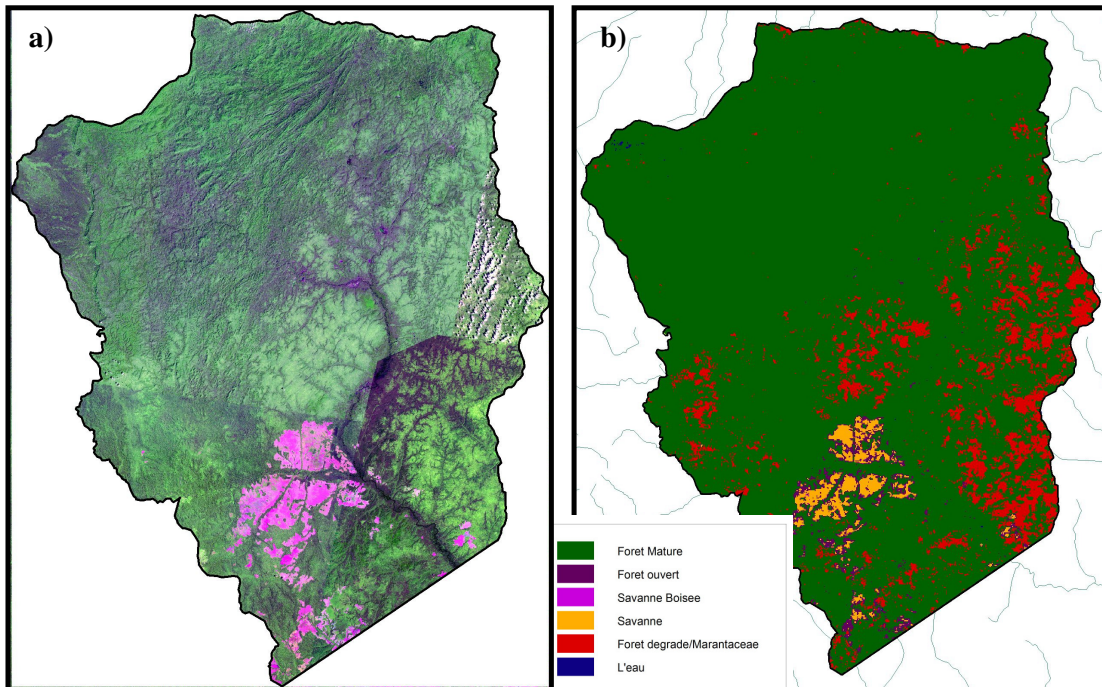 a)
b)
Foret Mature
Foret ouvert
Savanne Boisee
Savanne
Foret degrade/Marantaceae
L'eau